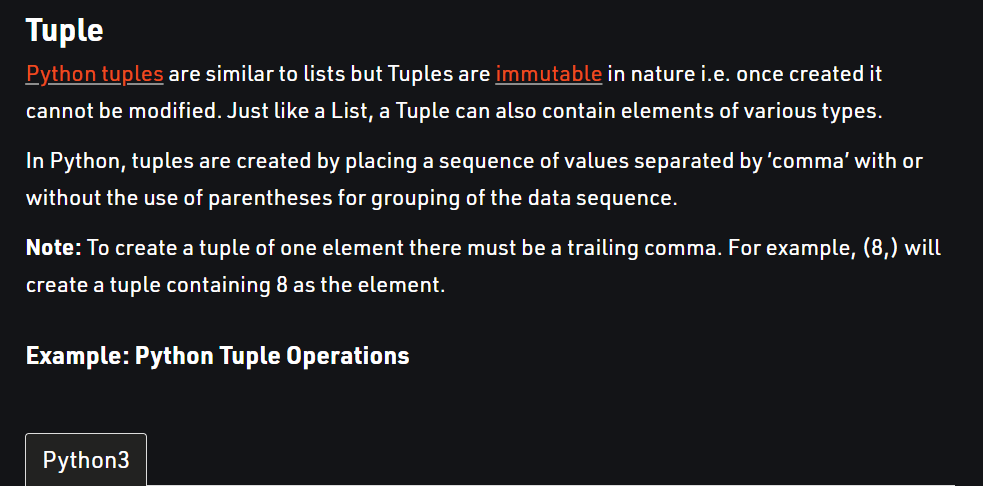 Tuple
Python tuples are similar to lists but Tuples are immutable in nature i.e. once created it
cannot be modified. Just like a List, a Tuple can also contain elements of various types.
In Python, tuples are created by placing a sequence of values separated by ‘comma’ with or
without the use of parentheses for grouping of the data sequence.
Note: To create a tuple of one element there must be a trailing comma. For example, (8,) will
create a tuple containing 8 as the element.
Example: Python Tuple Operations
Python3